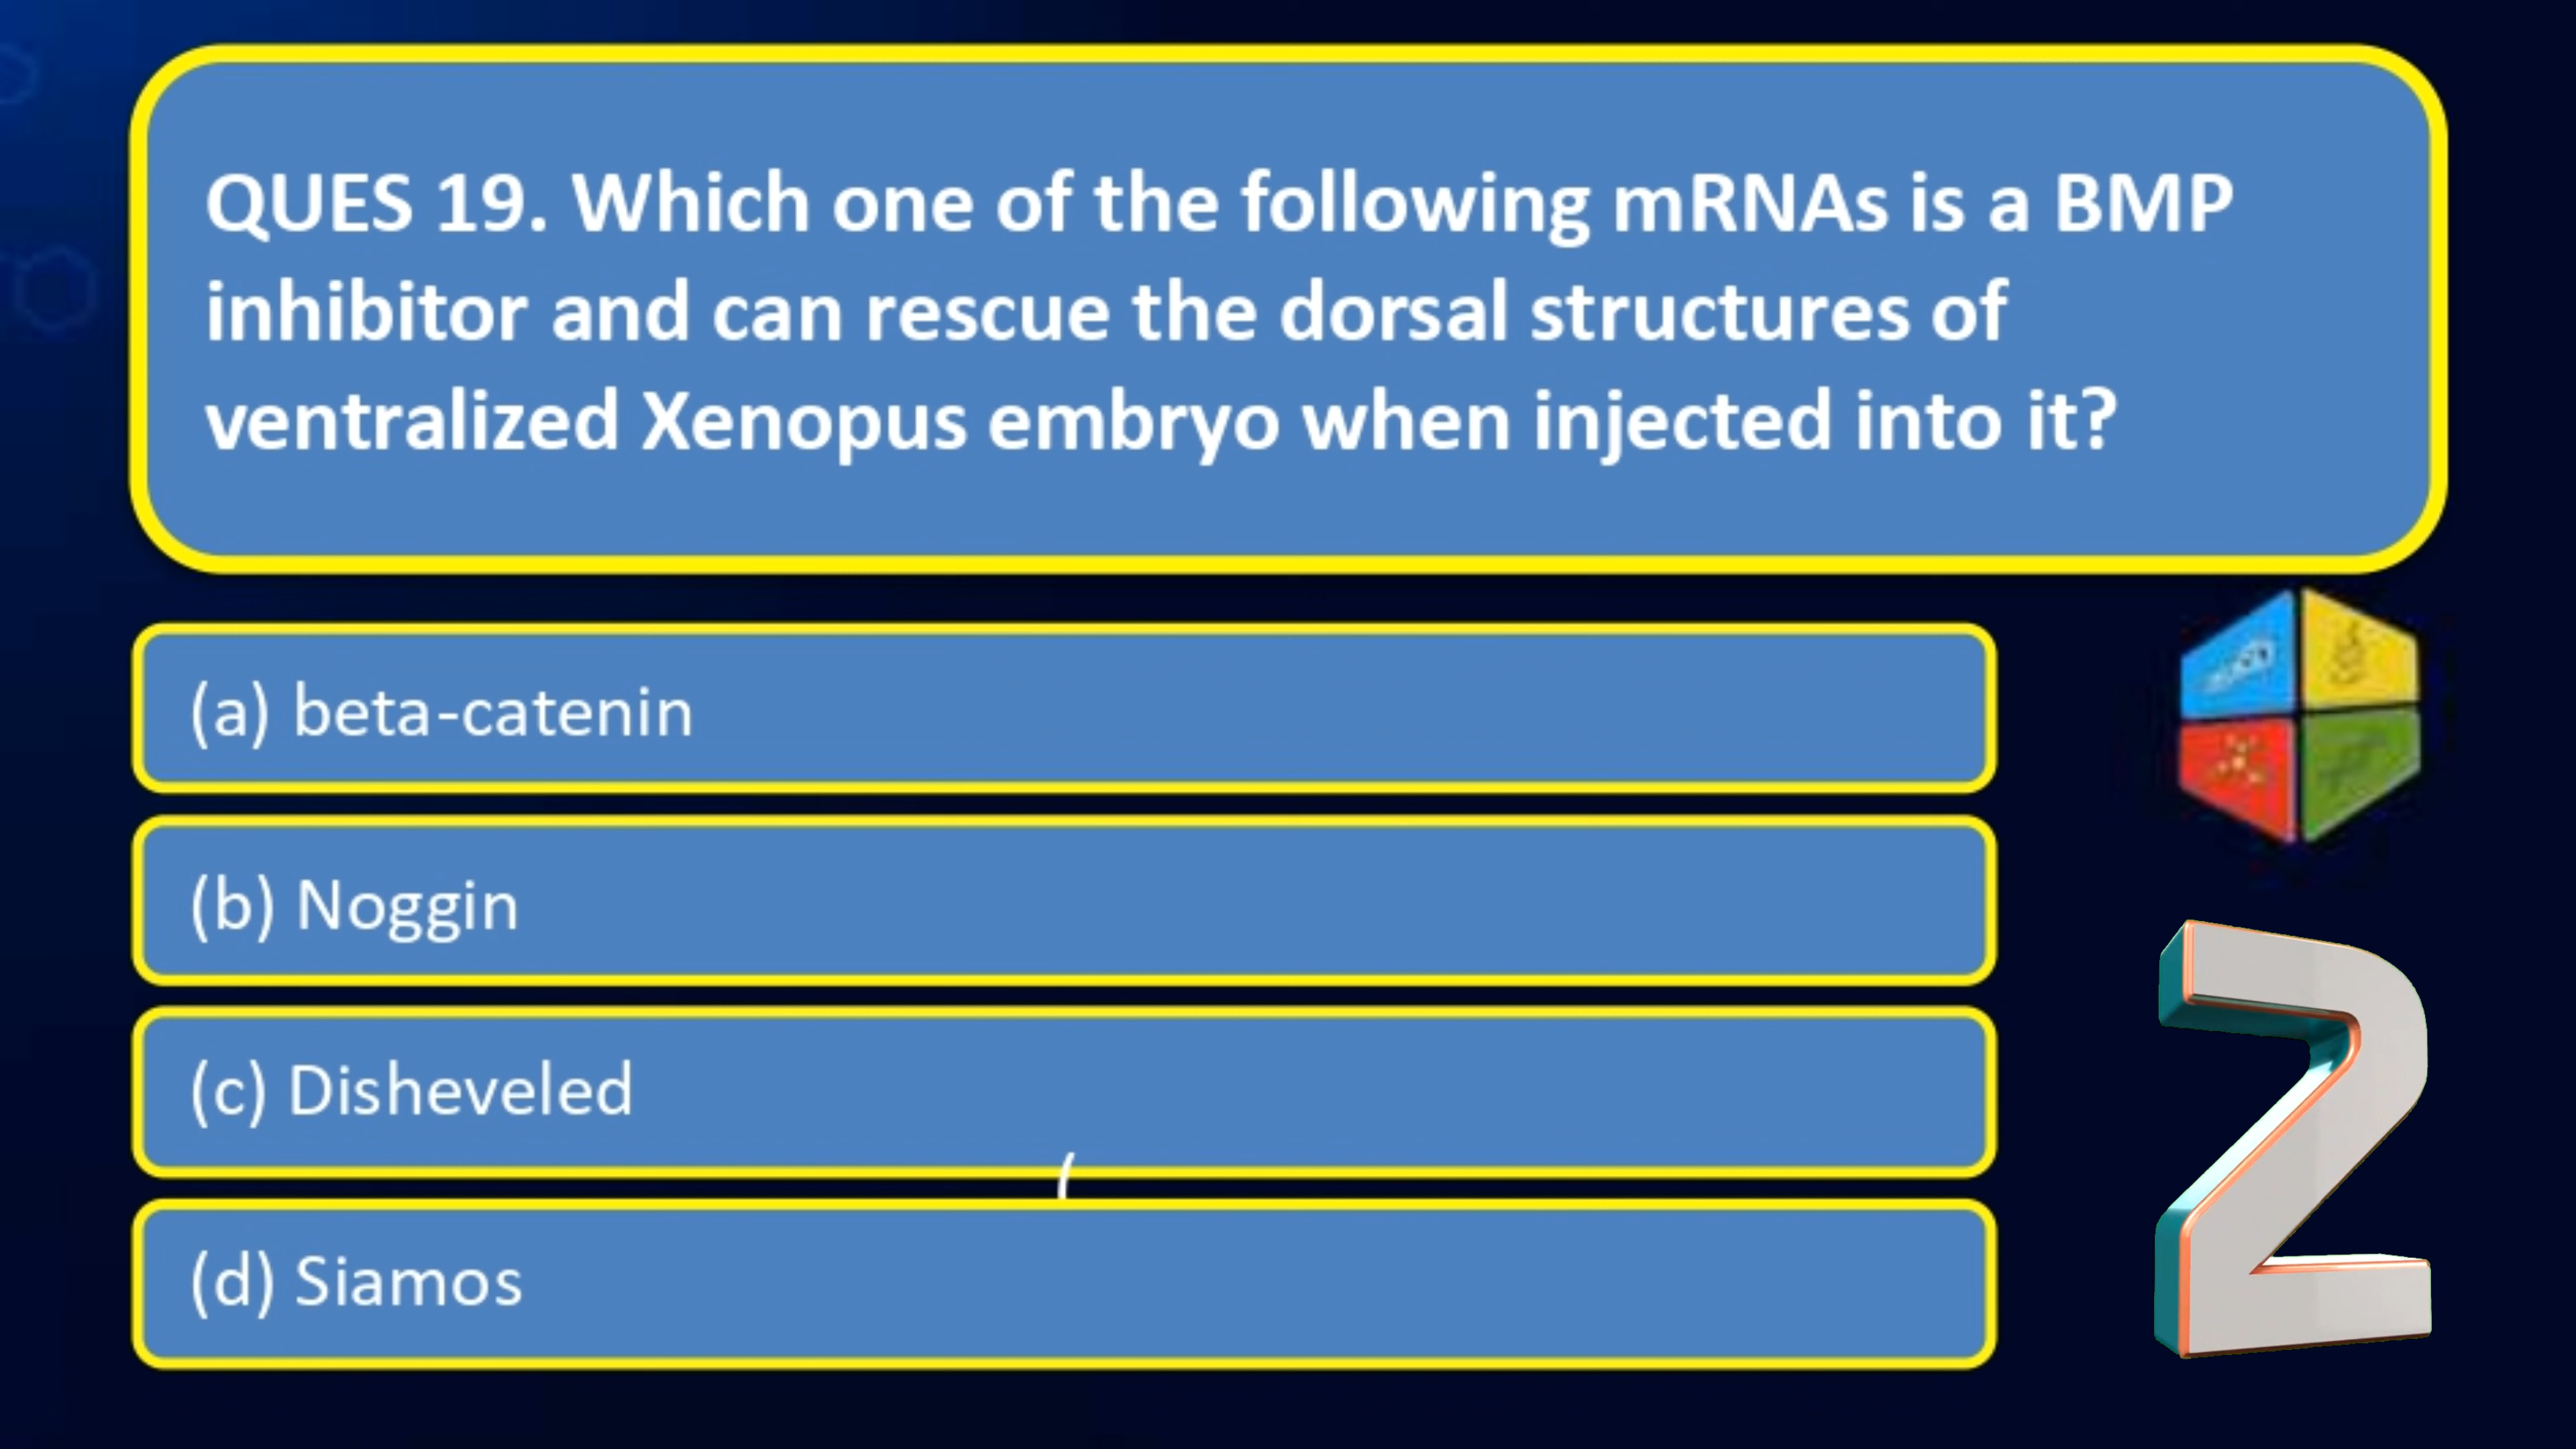 QUES 19. Which one of the following mRNAs is a BMP
inhibitor and can rescue the dorsal structures of
ventralized Xenopus embryo when injected into it?
(a) beta-catenin
(b) Noggin
(c) Disheveled
(d) Siamos
2